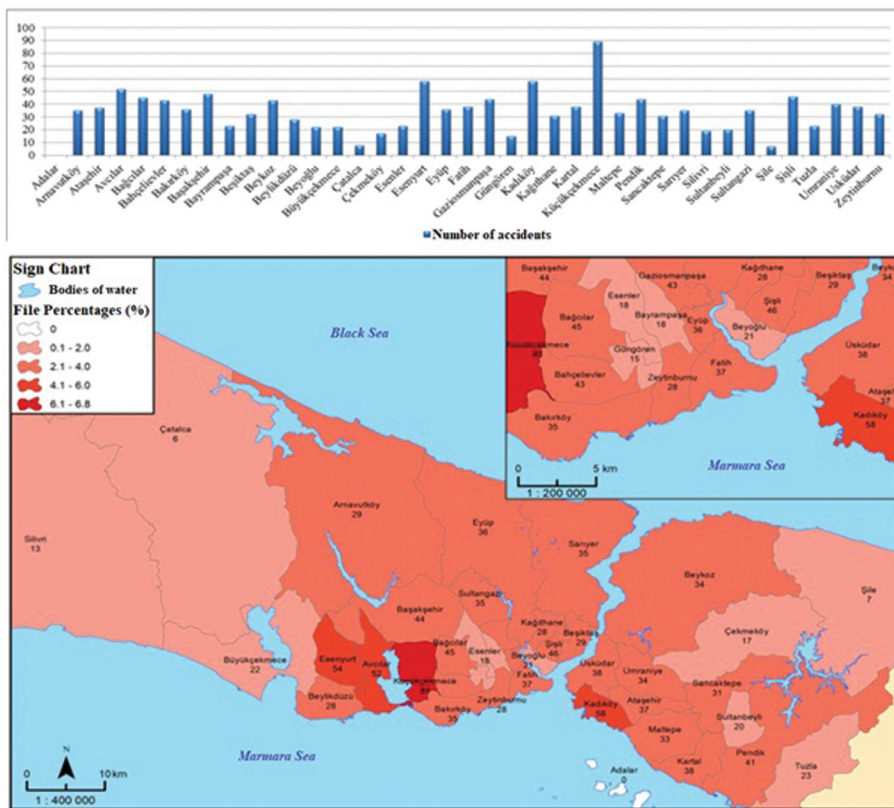 100
90
80
70
60
50
40
30
20
10
0
Adalar
Arnavutköy
Ataşehir
Avcılar
Bağcılar
Bahçelievler
Bakırköy
Başakşehir
Bayrampaşa
Beşiktaş
Beykoz
Beylikdüzü
Beyoğlu
Büyükçekmece
Çatalca
Çekmeköy
Esenler
Esenyurt
Eyüp
Fatih
Gaziosmanpaşa
Güngören
Kadıköy
Kağıthane
Kartal
Küçükçekmece
Maltepe
Pendik
Sancaktepe
Sarıyer
Silivri
Sultanbeyli
Sultangazi
Şile
Şişli
Tuzla
Umraniye
Usküdar
Zeytinburnu
Number of accidents
Sign Chart
Bodies of water
File Percentages (%)
0
0.1 - 2.0
2.1 - 4.0
4.1 - 6.0
6.1 - 6.8
Black Sea
Başakşehir
44
Gaziosmanpaşa
43
Kağıthane
28
Beşiktaş
29
Beyko
34
Esenler
18
Bağcılar
45
Bayrampaşa
18
Eyüp
36
Şişli
46
Beyoğlu
21
Küçükçekmece
Güngören
15
Üsküdar
38
Bahçelievler
43
Zeytinburnu
28
Fatih
37
Ataşeh
37
Bakırköy
35
Kadıköy
58
Marmara Sea
0 5 km
1 : 200 000
Çatalca
6
Silivri
13
Arnavutköy
29
Eyüp
36
Sarıyer
35
Beykoz
34
Şile
7
Sultangazi
35
Başakşehir
44
Kağıthane
28
Beşiktaş
29
Çekmeköy
17
Bağcılar
45
Esenler
18
Şişli
46
Beyoğlu
21
Büyükçekmece
22
Esenyurt
54
Avcılar
52
Küçükçekmece
Fatih
37
Üsküdar
38
Ümraniye
34
Sancaktepe
31
Beylikdüzü
28
Zeytinburnu
28
Bakırköy
35
Kadıköy
58
Ataşehir
37
Sultanbeyli
20
Maltepe
33
Pendik
41
Kartal
38
Tuzla
23
Adalar
0
Marmara Sea
N
0 10 km
1 : 400 000